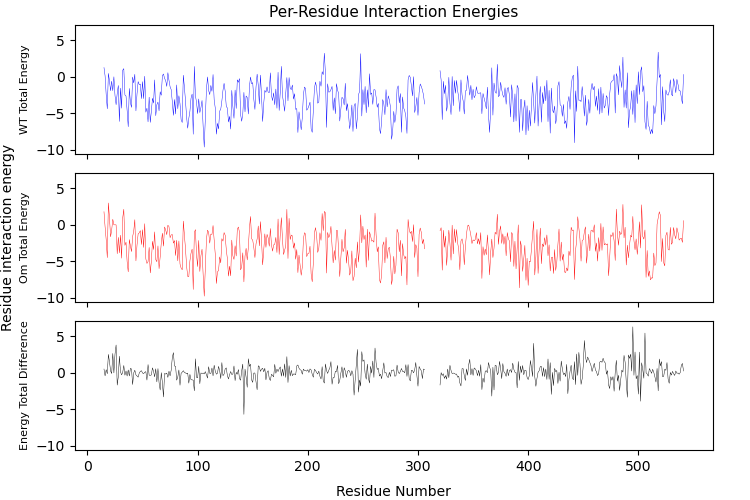 Per-Residue Interaction Energies
Residue interaction energy
WT Total Energy
5
0
−5
−10
Om Total Energy
5
0
−5
−10
Energy Total Difference
5
0
−5
−10
0 100 200 300 400 500
Residue Number